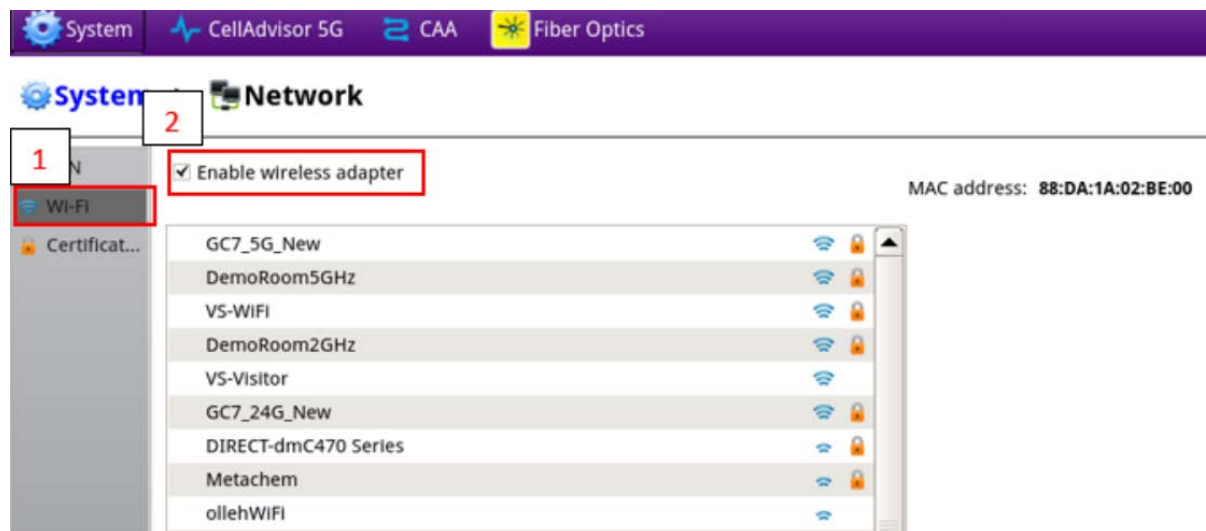 System CellAdvisor 5G CAA Fiber Optics
System Network
2
1 N
Enable wireless adapter
MAC address: 88:DA:1A:02:BE:00
Wi-Fi
Certificat...
GC7_5G_New
DemoRoom5GHz
VS-WiFi
DemoRoom2GHz
VS-Visitor
GC7_24G_New
DIRECT-dmC470 Series
Metachem
ollehWiFi